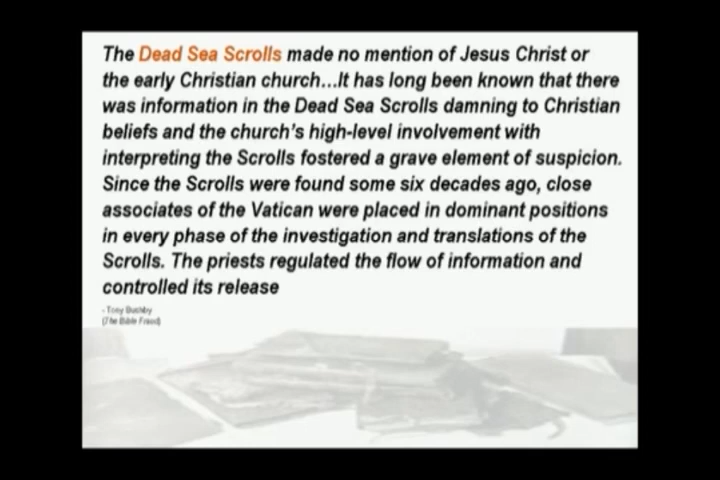 The Dead Sea Scrolls made no mention of Jesus Christ or
the early Christian church...It has long been known that there
was information in the Dead Sea Scrolls damning to Christian
beliefs and the church's high-level involvement with
interpreting the Scrolls fostered a grave element of suspicion.
Since the Scrolls were found some six decades ago, close
associates of the Vatican were placed in dominant positions
in every phase of the investigation and translations of the
Scrolls. The priests regulated the flow of information and
controlled its release
- Tony Bushby
(The Bible Fraud)